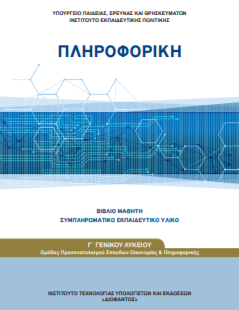 ΥΠΟΥΡΓΕΙΟ ΠΑΙΔΕΙΑΣ, ΕΡΕΥΝΑΣ ΚΑΙ ΘΡΗΣΚΕΥΜΑΤΩΝ
ΙΝΣΤΙΤΟΥΤΟ ΕΚΠΑΙΔΕΥΤΙΚΗΣ ΠΟΛΙΤΙΚΗΣ
ΠΛΗΡΟΦΟΡΙΚΗ
ΒΙΒΛΙΟ ΜΑΘΗΤΗ
ΣΥΜΠΛΗΡΩΜΑΤΙΚΟ ΕΚΠΑΙΔΕΥΤΙΚΟ ΥΛΙΚΟ
Γ΄ ΓΕΝΙΚΟΥ ΛΥΚΕΙΟΥ
Ομάδας Προσανατολισμού Σπουδών Οικονομίας & Πληροφορικής
ΙΝΣΤΙΤΟΥΤΟ ΤΕΧΝΟΛΟΓΙΑΣ ΥΠΟΛΟΓΙΣΤΩΝ ΚΑΙ ΕΚΔΟΣΕΩΝ
«ΔΙΟΦΑΝΤΟΣ»